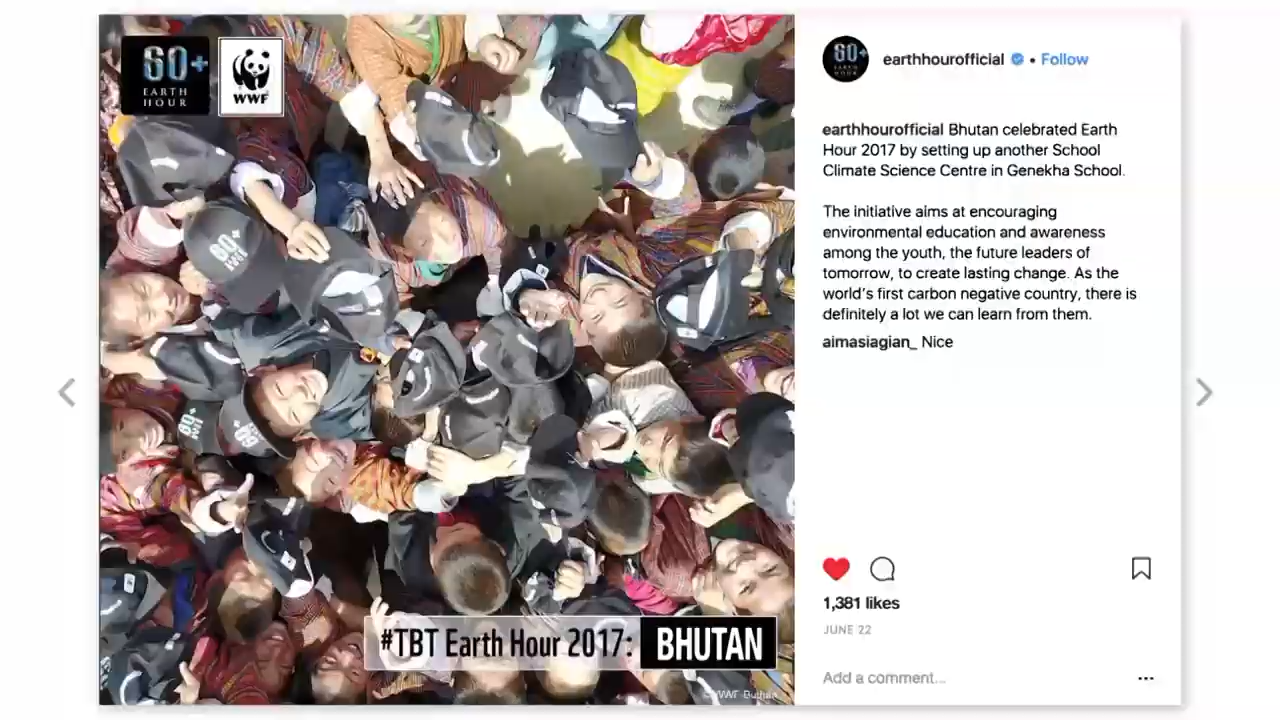 60+
EARTH
HOUR
WWF
60+
#TBT Earth Hour 2017: BHUTAN
©WWF Buthan
earthhourofficial • Follow
earthhourofficial Bhutan celebrated Earth
Hour 2017 by setting up another School
Climate Science Centre in Genekha School.
The initiative aims at encouraging
environmental education and awareness
among the youth, the future leaders of
tomorrow, to create lasting change. As the
world's first carbon negative country, there is
definitely a lot we can learn from them.
aimasiagian_ Nice
1,381 likes
JUNE 22
Add a comment...